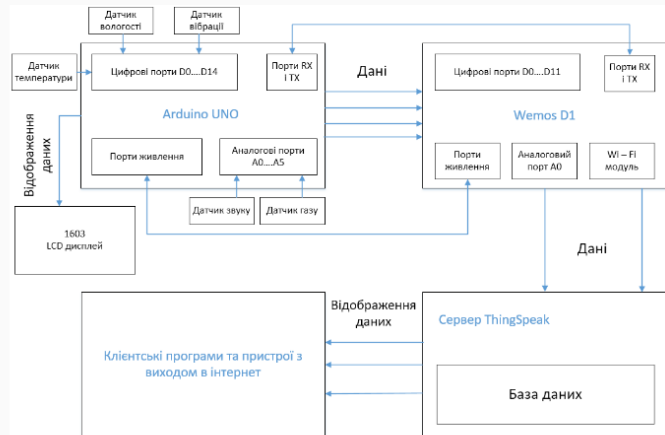 Датчик
вологості
Датчик
вібрації
Датчик
температури
Цифрові порти D0....D14
Порти RX
і TX
Arduino UNO
Порти живлення
Аналогові порти
A0....A5
Датчик звуку
Датчик газу
Відображення
даних
1603
LCD дисплей
Дані
Цифрові порти D0....D11
Порти RX
і TX
Wemos D1
Порти
живлення
Аналоговий
порт A0
Wi – Fi
модуль
Дані
Відображення
даних
Клієнтські програми та пристрої з
виходом в інтернет
Сервер ThingSpeak
База даних